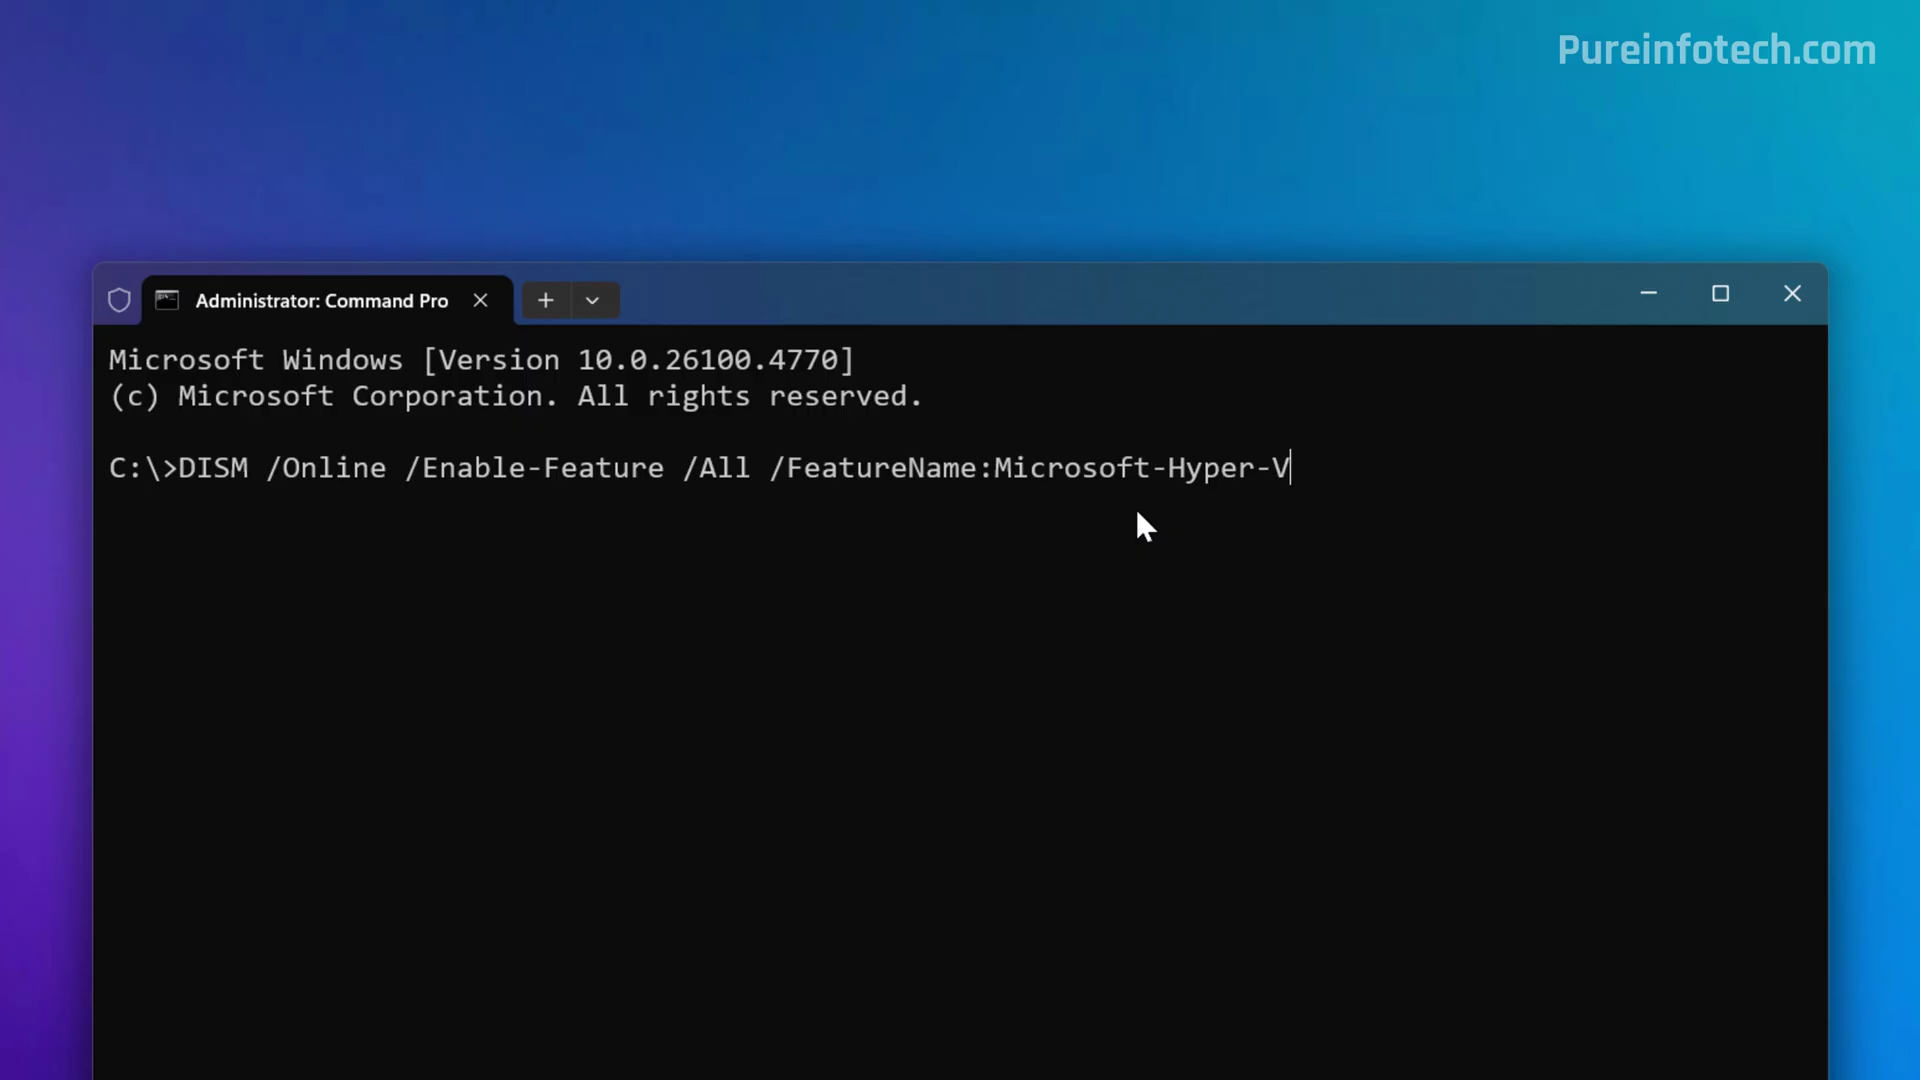 Pureinfotech.com
Administrator: Command Pro
Microsoft Windows [Version 10.0.26100.4770]
(c) Microsoft Corporation. All rights reserved.
C:\>DISM /Online /Enable-Feature /All /FeatureName:Microsoft-Hyper-V